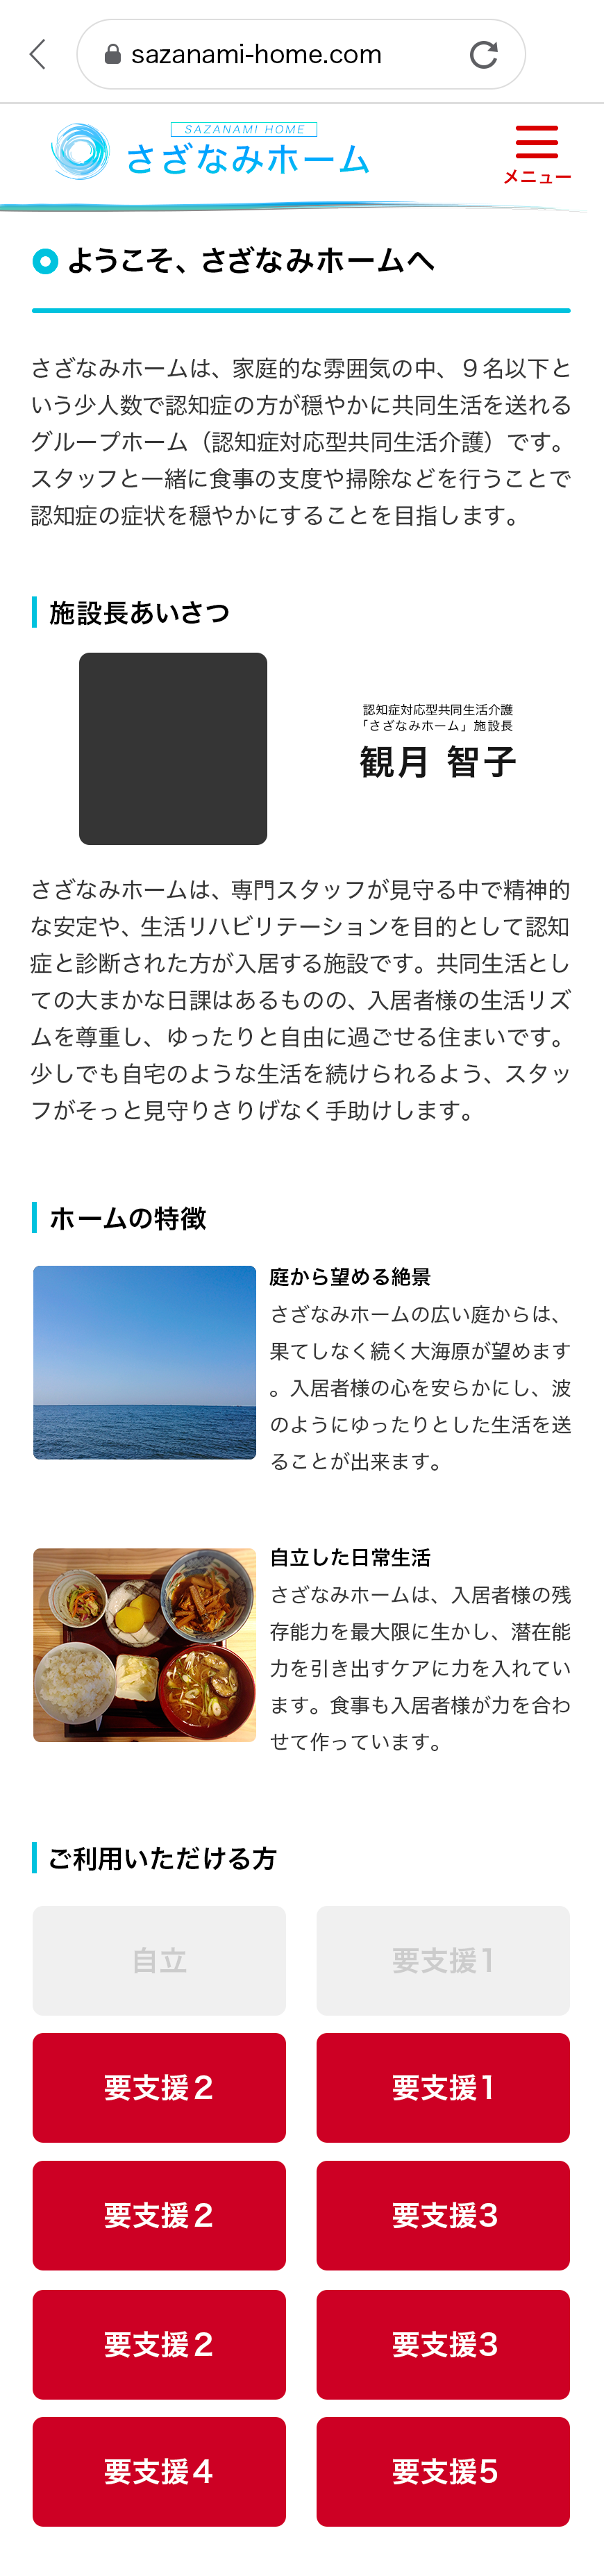 sazanami-home.com
SAZANAMI HOME
さざなみホーム
メニュー
ようこそ、さざなみホームへ
さざなみホームは、家庭的な雰囲気の中、９名以下と
いう少人数で認知症の方が穏やかに共同生活を送れる
グループホーム（認知症対応型共同生活介護）です。
スタッフと一緒に食事の支度や掃除などを行うことで
認知症の症状を穏やかにすることを目指します。
施設長あいさつ
認知症対応型共同生活介護
「さざなみホーム」施設長
観月 智子
さざなみホームは、専門スタッフが見守る中で精神的
な安定や、生活リハビリテーションを目的として認知
症と診断された方が入居する施設です。共同生活とし
ての大まかな日課はあるものの、入居者様の生活リズ
ムを尊重し、ゆったりと自由に過ごせる住まいです。
少しでも自宅のような生活を続けられるよう、スタッ
フがそっと見守りさりげなく手助けします。
ホームの特徴
庭から望める絶景
さざなみホームの広い庭からは、
果てしなく続く大海原が望めます
。入居者様の心を安らかにし、波
のようにゆったりとした生活を送
ることが出来ます。
自立した日常生活
さざなみホームは、入居者様の残
存能力を最大限に生かし、潜在能
力を引き出すケアに力を入れてい
ます。食事も入居者様が力を合わ
せて作っています。
ご利用いただける方
自立
要支援1
要支援２
要支援1
要支援２
要支援3
要支援２
要支援3
要支援４
要支援5